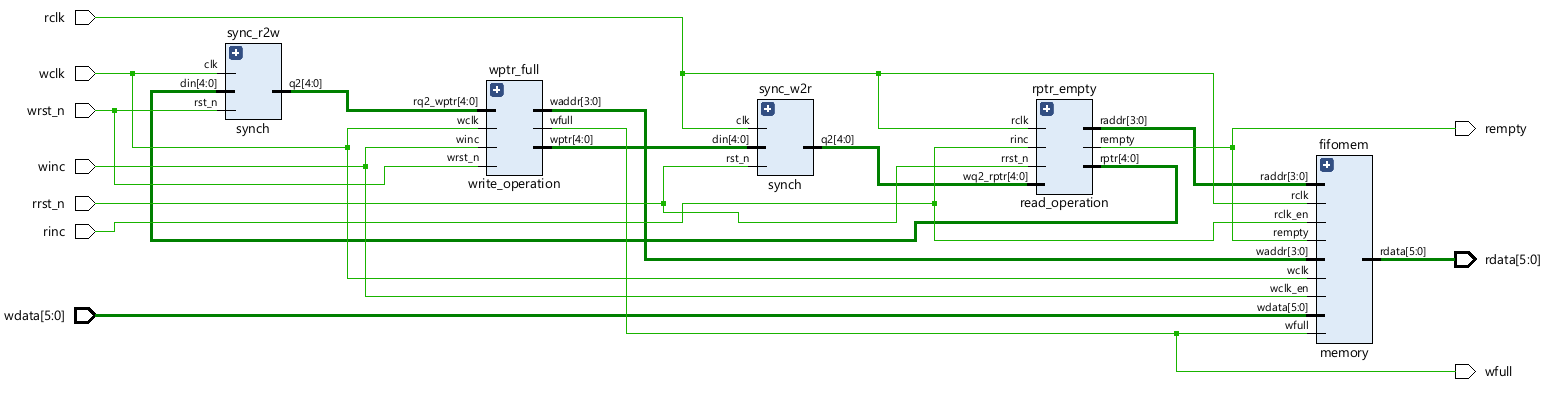 rclk
wclk
wrst_n
winc
rrst_n
rinc
wdata[5:0]
sync_r2w
clk
din[4:0]
rst_n
q2[4:0]
synch
wptr_full
rq2_wptr[4:0]
wclk
winc
wrst_n
waddr[3:0]
wfull
wptr[4:0]
write_operation
sync_w2r
clk
din[4:0]
rst_n
q2[4:0]
synch
rptr_empty
rclk
rinc
rrst_n
wq2_rptr[4:0]
raddr[3:0]
rempty
rptr[4:0]
read_operation
fifomem
raddr[3:0]
rclk
rclk_en
rempty
waddr[3:0]
wclk
wclk_en
wdata[5:0]
wfull
rdata[5:0]
memory
rempty
rdata[5:0]
wfull